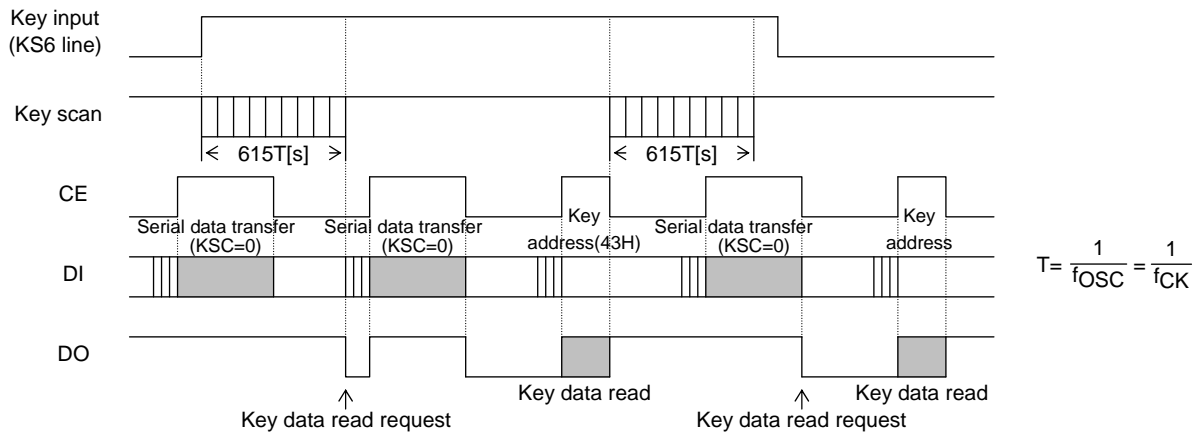 Key input
(KS6 line)
Key scan
615T[s]
615T[s]
CE
Serial data transfer
(KSC=0)
Serial data transfer
(KSC=0)
Key
address(43H)
Serial data transfer
(KSC=0)
Key
address
DI
T= 1/fOSC = 1/fCK
DO
Key data read
Key data read
Key data read request
Key data read request